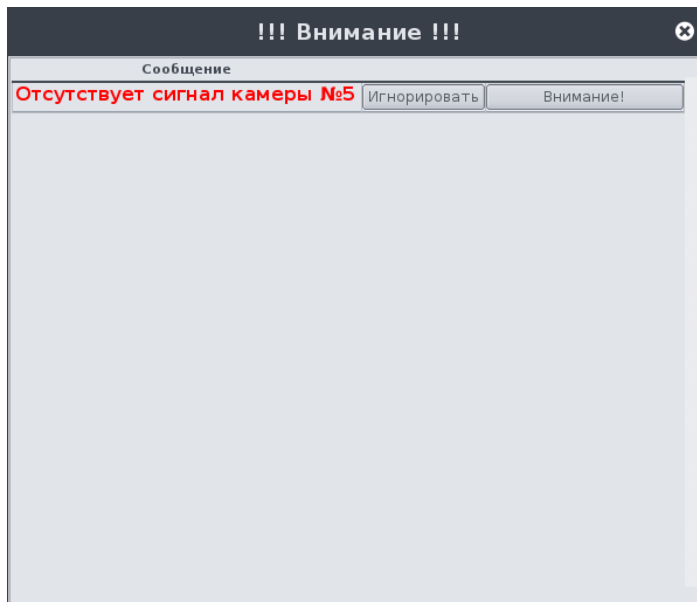 !!! Внимание !!!
Сообщение
Отсутствует сигнал камеры №5 Игнорировать Внимание!